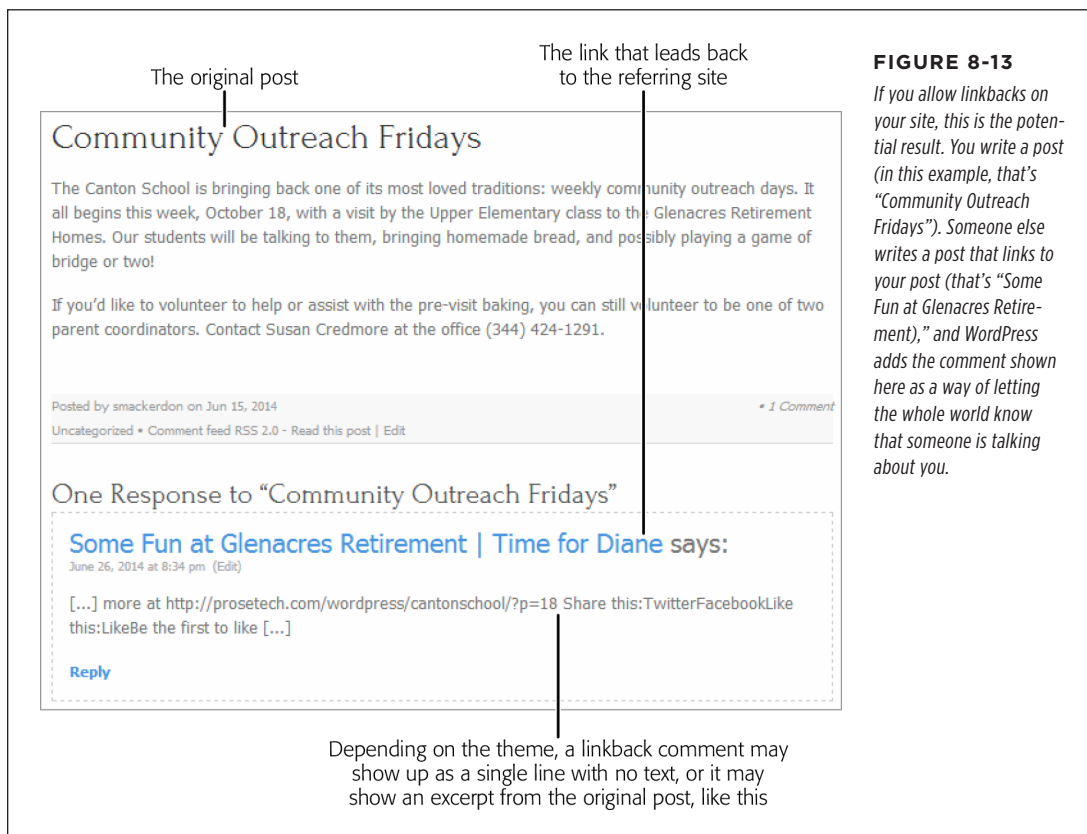 The original post
The link that leads back
to the referring site
Community Outreach Fridays
The Canton School is bringing back one of its most loved traditions: weekly community outreach days. It
all begins this week, October 18, with a visit by the Upper Elementary class to the Glenacres Retirement
Homes. Our students will be talking to them, bringing homemade bread, and possibly playing a game of
bridge or two!
If you'd like to volunteer to help or assist with the pre-visit baking, you can still volunteer to be one of two
parent coordinators. Contact Susan Credmore at the office (344) 424-1291.
Posted by smackerdon on Jun 15, 2014
• 1 Comment
Uncategorized • Comment feed RSS 2.0 - Read this post | Edit
One Response to “Community Outreach Fridays”
Some Fun at Glenacres Retirement | Time for Diane says:
June 26, 2014 at 8:34 pm (Edit)
[...] more at http://prosetech.com/wordpress/cantonschool/?p=18 Share this:TwitterFacebookLike
this:LikeBe the first to like [...]
Reply
Depending on the theme, a linkback comment may
show up as a single line with no text, or it may
show an excerpt from the original post, like this
FIGURE 8-13
If you allow linkbacks on
your site, this is the poten-
tial result. You write a post
(in this example, that's
“Community Outreach
Fridays”). Someone else
writes a post that links to
your post (that's “Some
Fun at Glenacres Retire-
ment),” and WordPress
adds the comment shown
here as a way of letting
the whole world know
that someone is talking
about you.